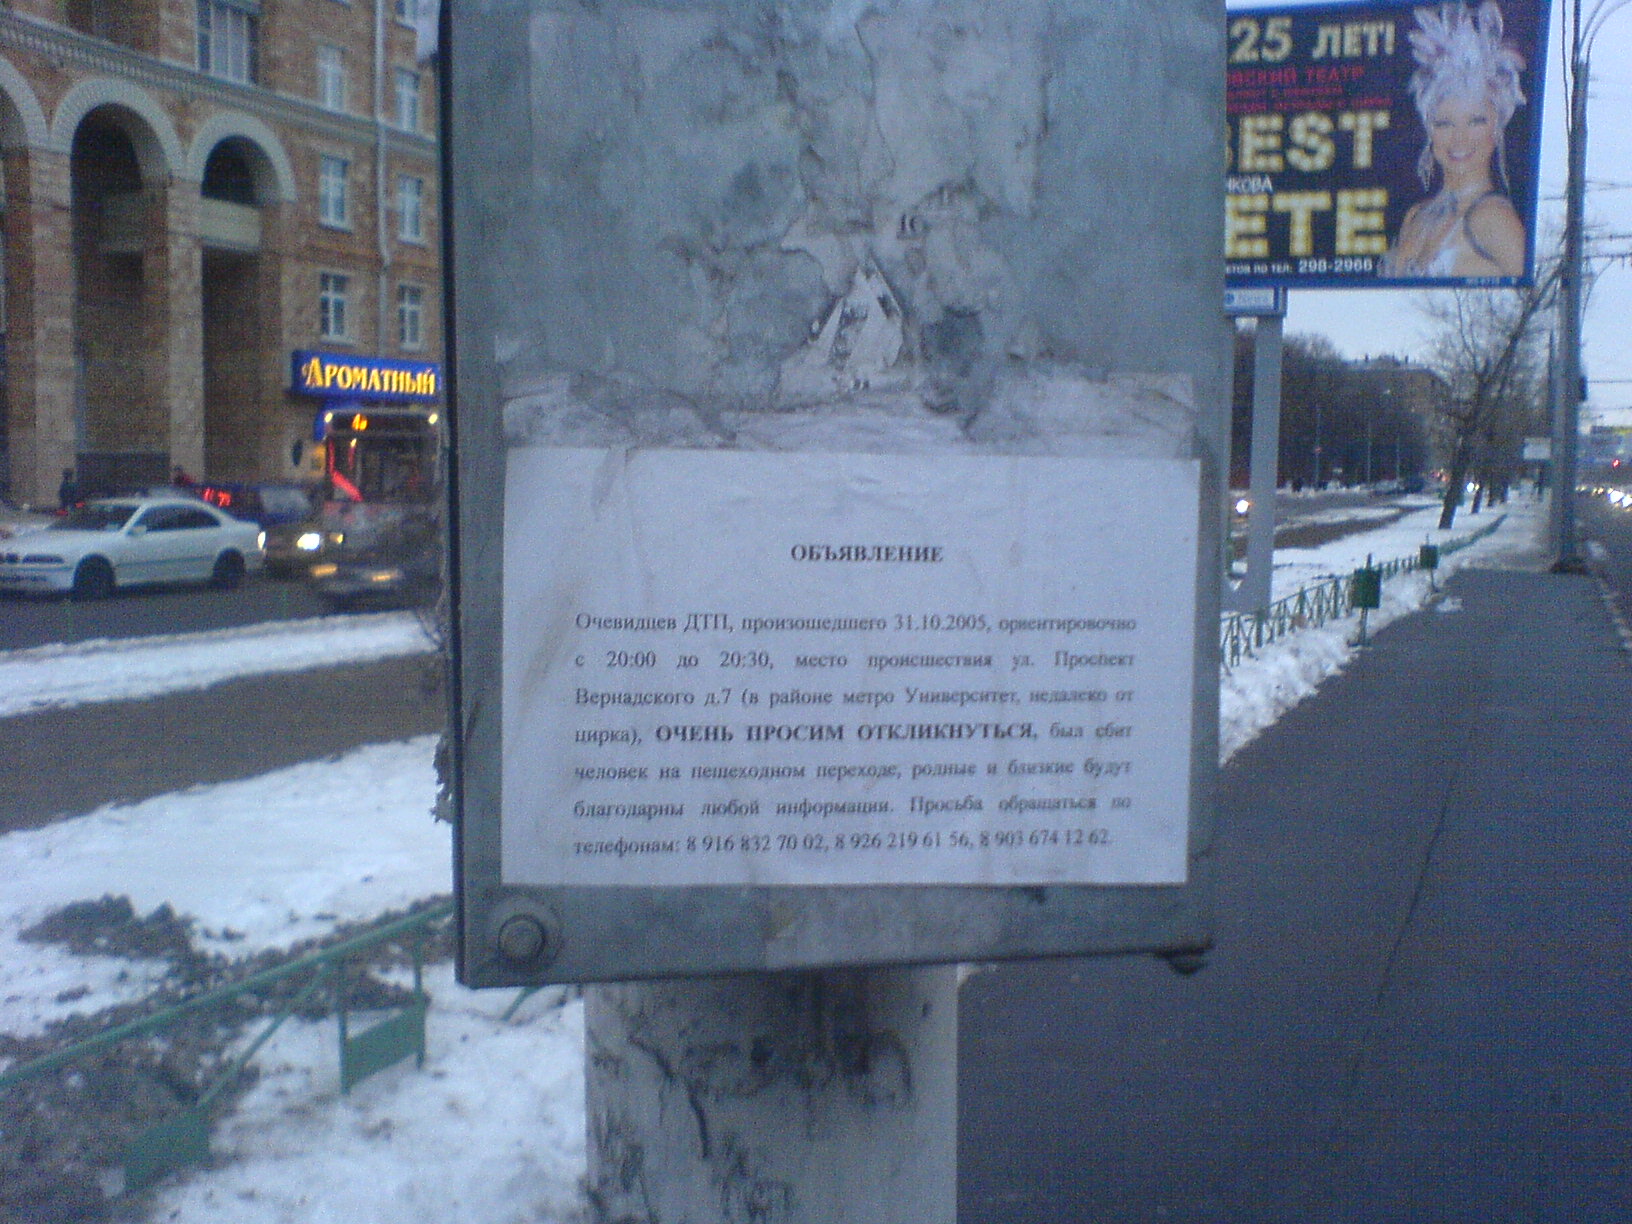 25 ЛЕТ!
ТЕАТР
BEST
ETE
298-2966
АРОМАТНЫЙ
ОБЪЯВЛЕНИЕ
Очевидцев ДТП, произошедшего 31.10.2005, ориентировочно
с 20:00 до 20:30, место происшествия ул. Проспект
Вернадского д.7 (в районе метро Университет, недалеко от
цирка), ОЧЕНЬ ПРОСИМ ОТКЛИКНУТЬСЯ, был сбит
человек на пешеходном переходе, родные и близкие будут
благодарны любой информации. Просьба обращаться по
телефонам: 8 916 832 70 02, 8 926 219 61 56, 8 903 674 12 62.